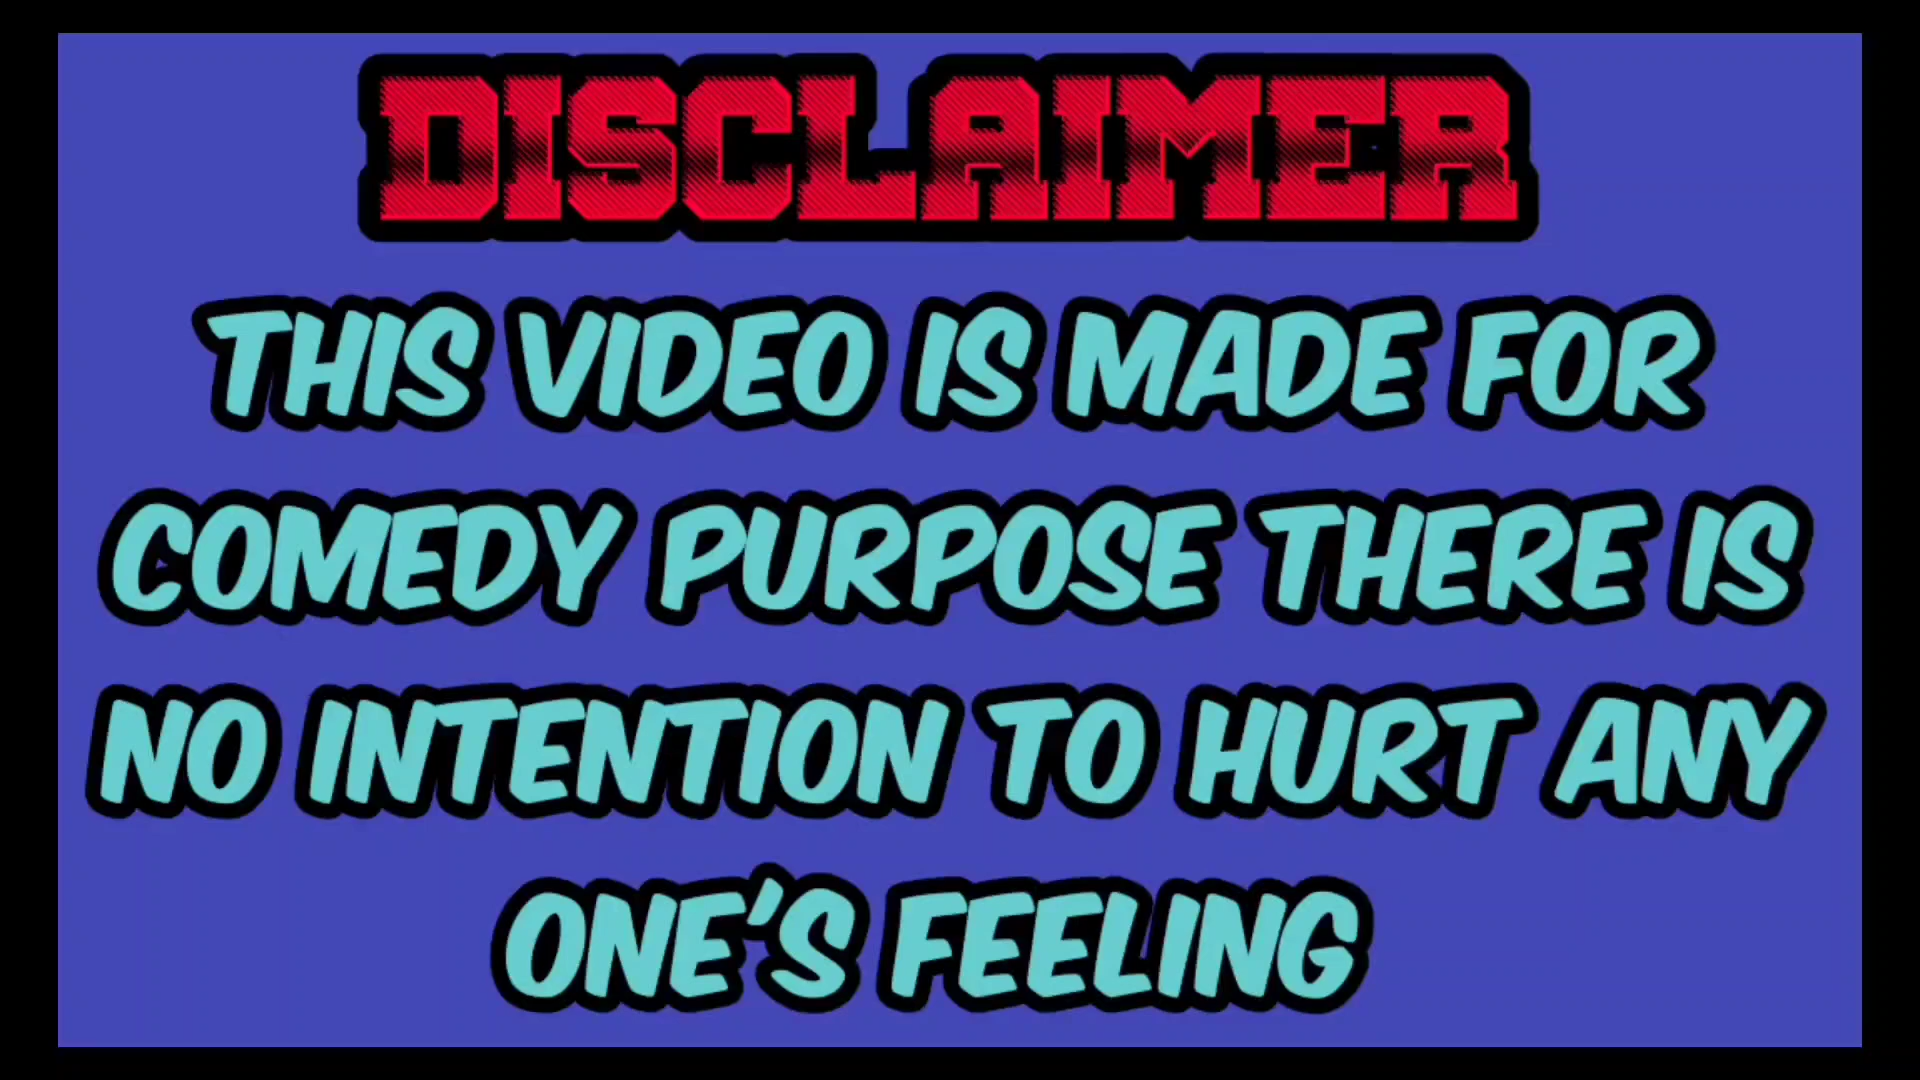 DISCLAIMER
THIS VIDEO IS MADE FOR
COMEDY PURPOSE THERE IS
NO INTENTION TO HURT ANY
ONE'S FEELING